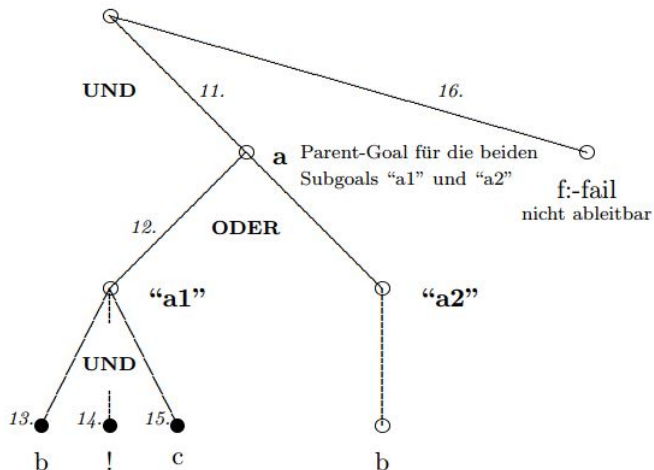 UND
11.
16.
a
Parent-Goal für die beiden
Subgoals “a1” und “a2”
f:-fail
nicht ableitbar
12.
ODER
“a1”
“a2”
UND
13.
14.
15.
b
!
c
b